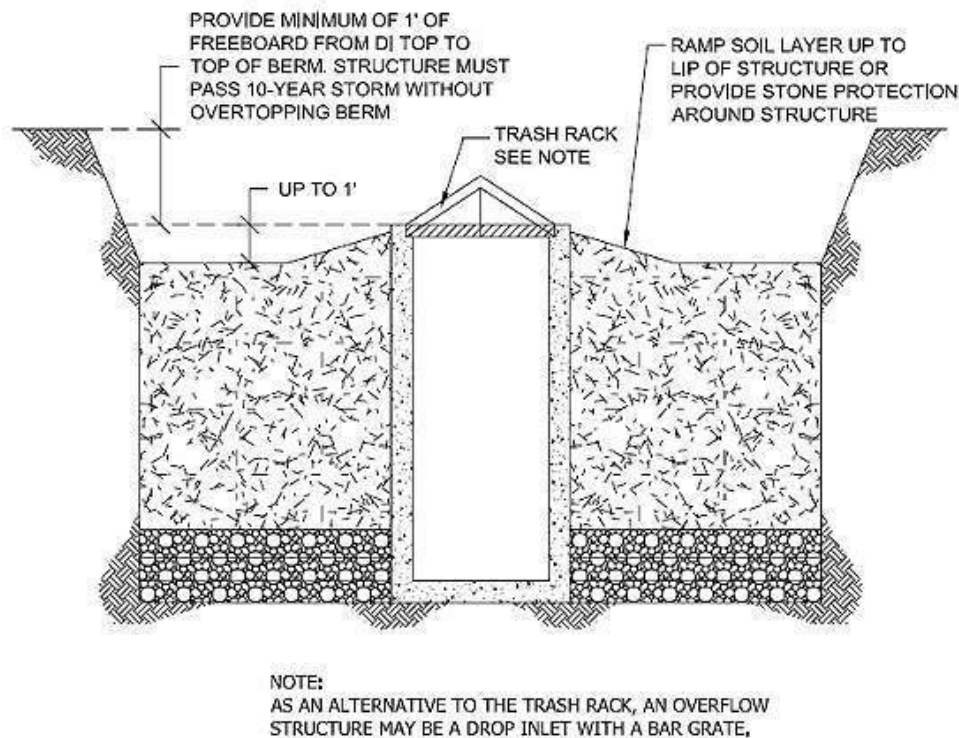 PROVIDE MINIMUM OF 1' OF
FREEBOARD FROM DI TOP TO
TOP OF BERM. STRUCTURE MUST
PASS 10-YEAR STORM WITHOUT
OVERTOPPING BERM
RAMP SOIL LAYER UP TO
LIP OF STRUCTURE OR
PROVIDE STONE PROTECTION
AROUND STRUCTURE
TRASH RACK
SEE NOTE
UP TO 1'
NOTE:
AS AN ALTERNATIVE TO THE TRASH RACK, AN OVERFLOW
STRUCTURE MAY BE A DROP INLET WITH A BAR GRATE,